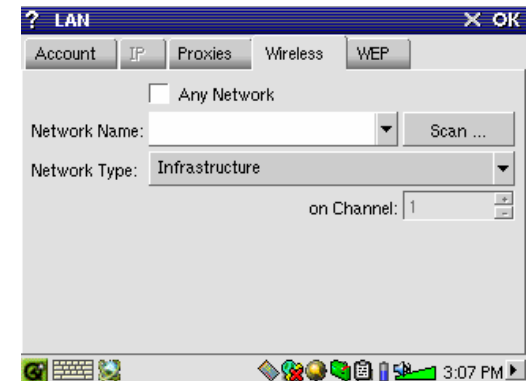 ? LAN OK
Account IP Proxies Wireless WEP
Any Network
Network Name: Scan ...
Network Type: Infrastructure
on Channel: 1
3:07 PM